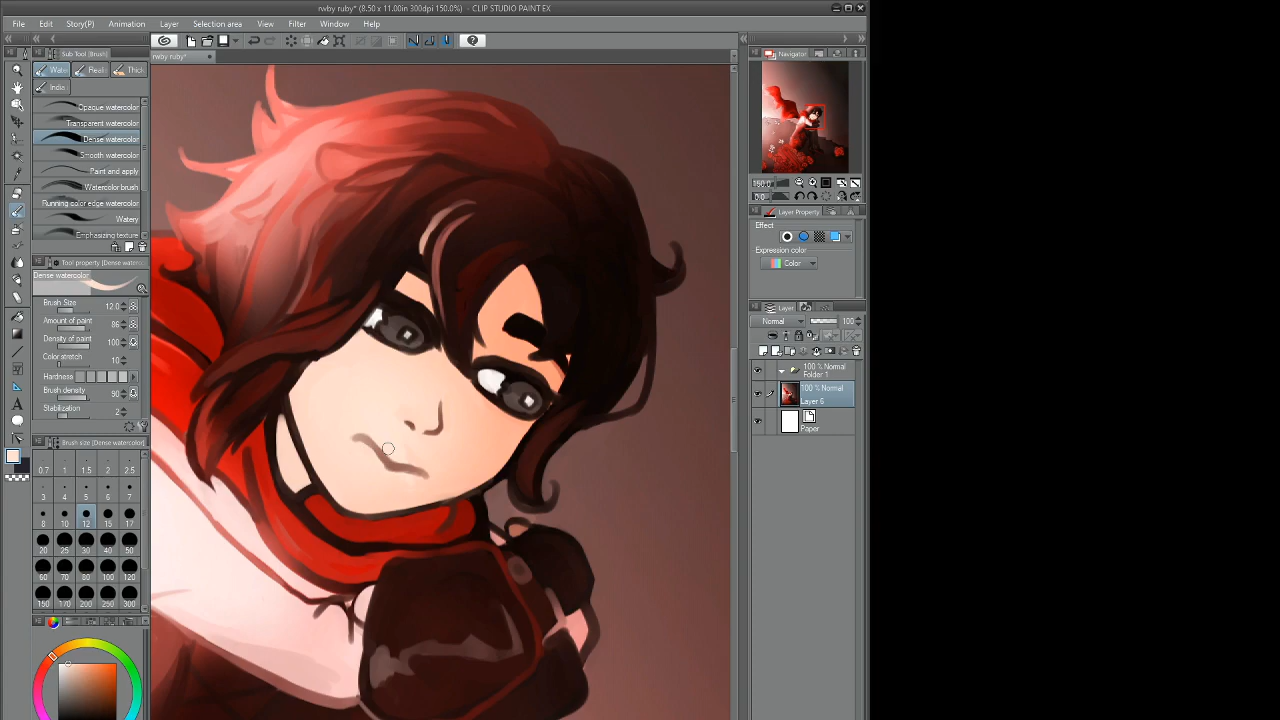 rwby ruby* (8.50 x 11.00in 300dpi 150.0%) - CLIP STUDIO PAINT EX
File Edit Story(P) Animation Layer Selection area View Filter Window Help
rwby ruby*
Sub Tool [Brush]
Wate Reali Thick
India
Opaque watercolor
Transparent watercolor
Dense watercolor
Smooth watercolor
Paint and apply
Watercolor brush
Running color edge watercolor
Watery
Emphasizing texture
Tool property [Dense water
Dense watercolor
Brush Size 12.0
Amount of paint 86
Density of paint 100
Color stretch 10
Hardness
Brush density 90
Stabilization 2
Brush size [Dense watercolor]
0.7 1 1.5 2 2.5
3 4 5 6 7
8 10 12 15 17
20 25 30 40 50
60 70 80 100 120
150 170 200 250 300
Navigator
150.0
0.0
Layer Property
Effect
Expression color
Color
Layer
Normal 100
100 % Normal
Folder 1
100 % Normal
Layer 6
Paper